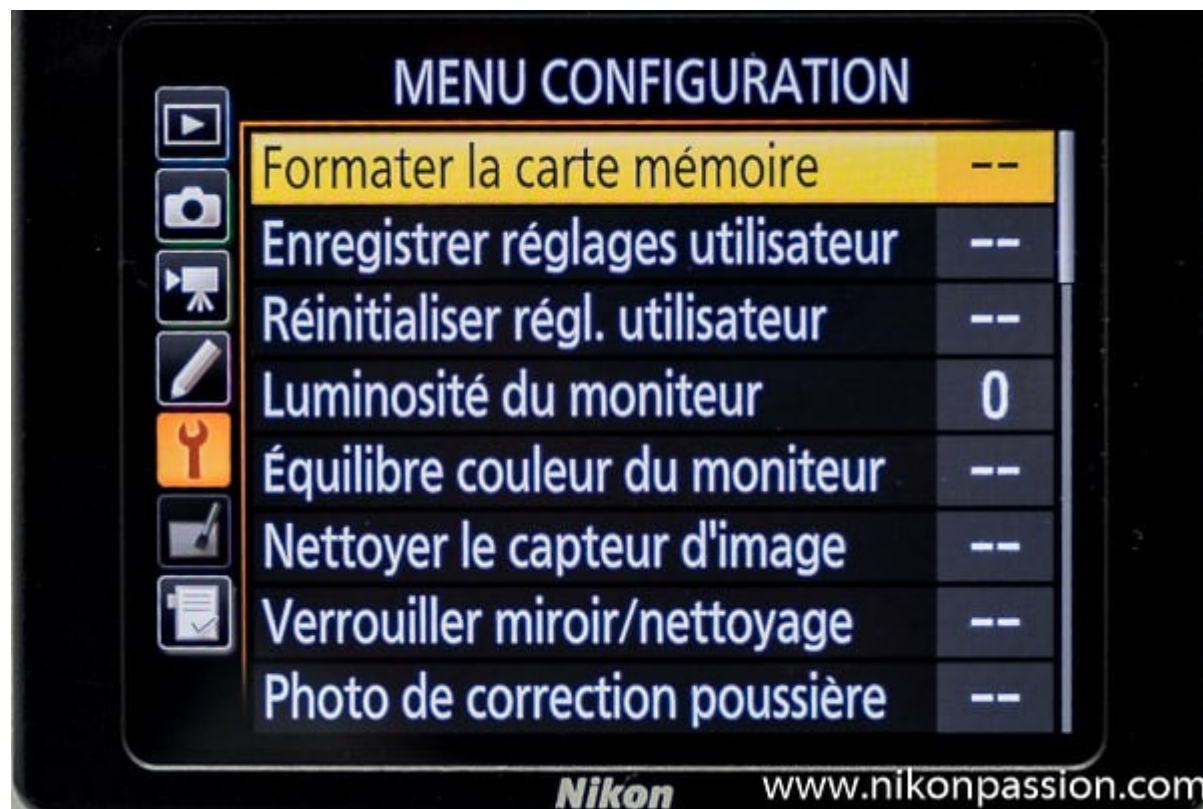 MENU CONFIGURATION
Formater la carte mémoire --
Enregistrer réglages utilisateur --
Réinitialiser régl. utilisateur --
Luminosité du moniteur 0
Équilibre couleur du moniteur --
Nettoyer le capteur d'image --
Verrouiller miroir/nettoyage --
Photo de correction poussière --
Nikon
www.nikonpassion.com